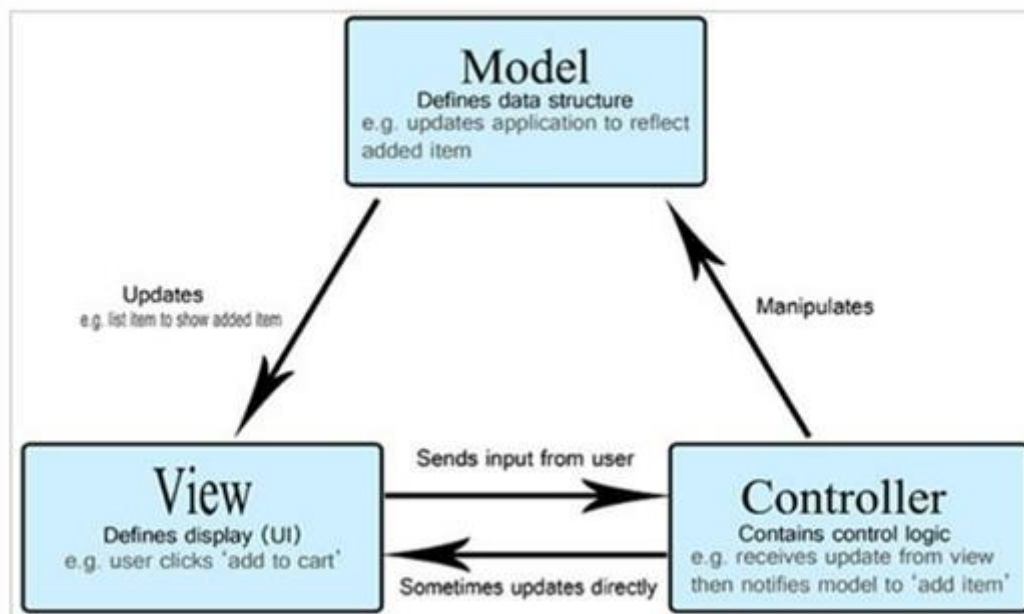 Model
Defines data structure
e.g. updates application to reflect
added item
Updates
e.g. list item to show added item
Manipulates
Sends input from user
View
Defines display (UI)
e.g. user clicks 'add to cart'
Controller
Contains control logic
e.g. receives update from view
then notifies model to 'add item'
Sometimes updates directly